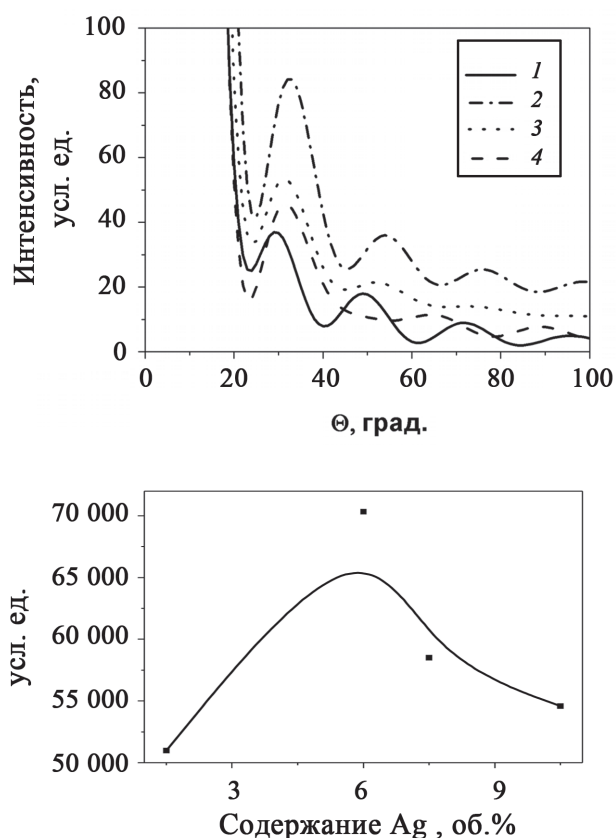 100
80
60
40
20
0
Интенсивность,
усл. ед.
1
2
3
4
0 20 40 60 80 100
Θ, град.
70 000
65 000
60 000
55 000
50 000
усл. ед.
3 6 9
Содержание Ag , об.%